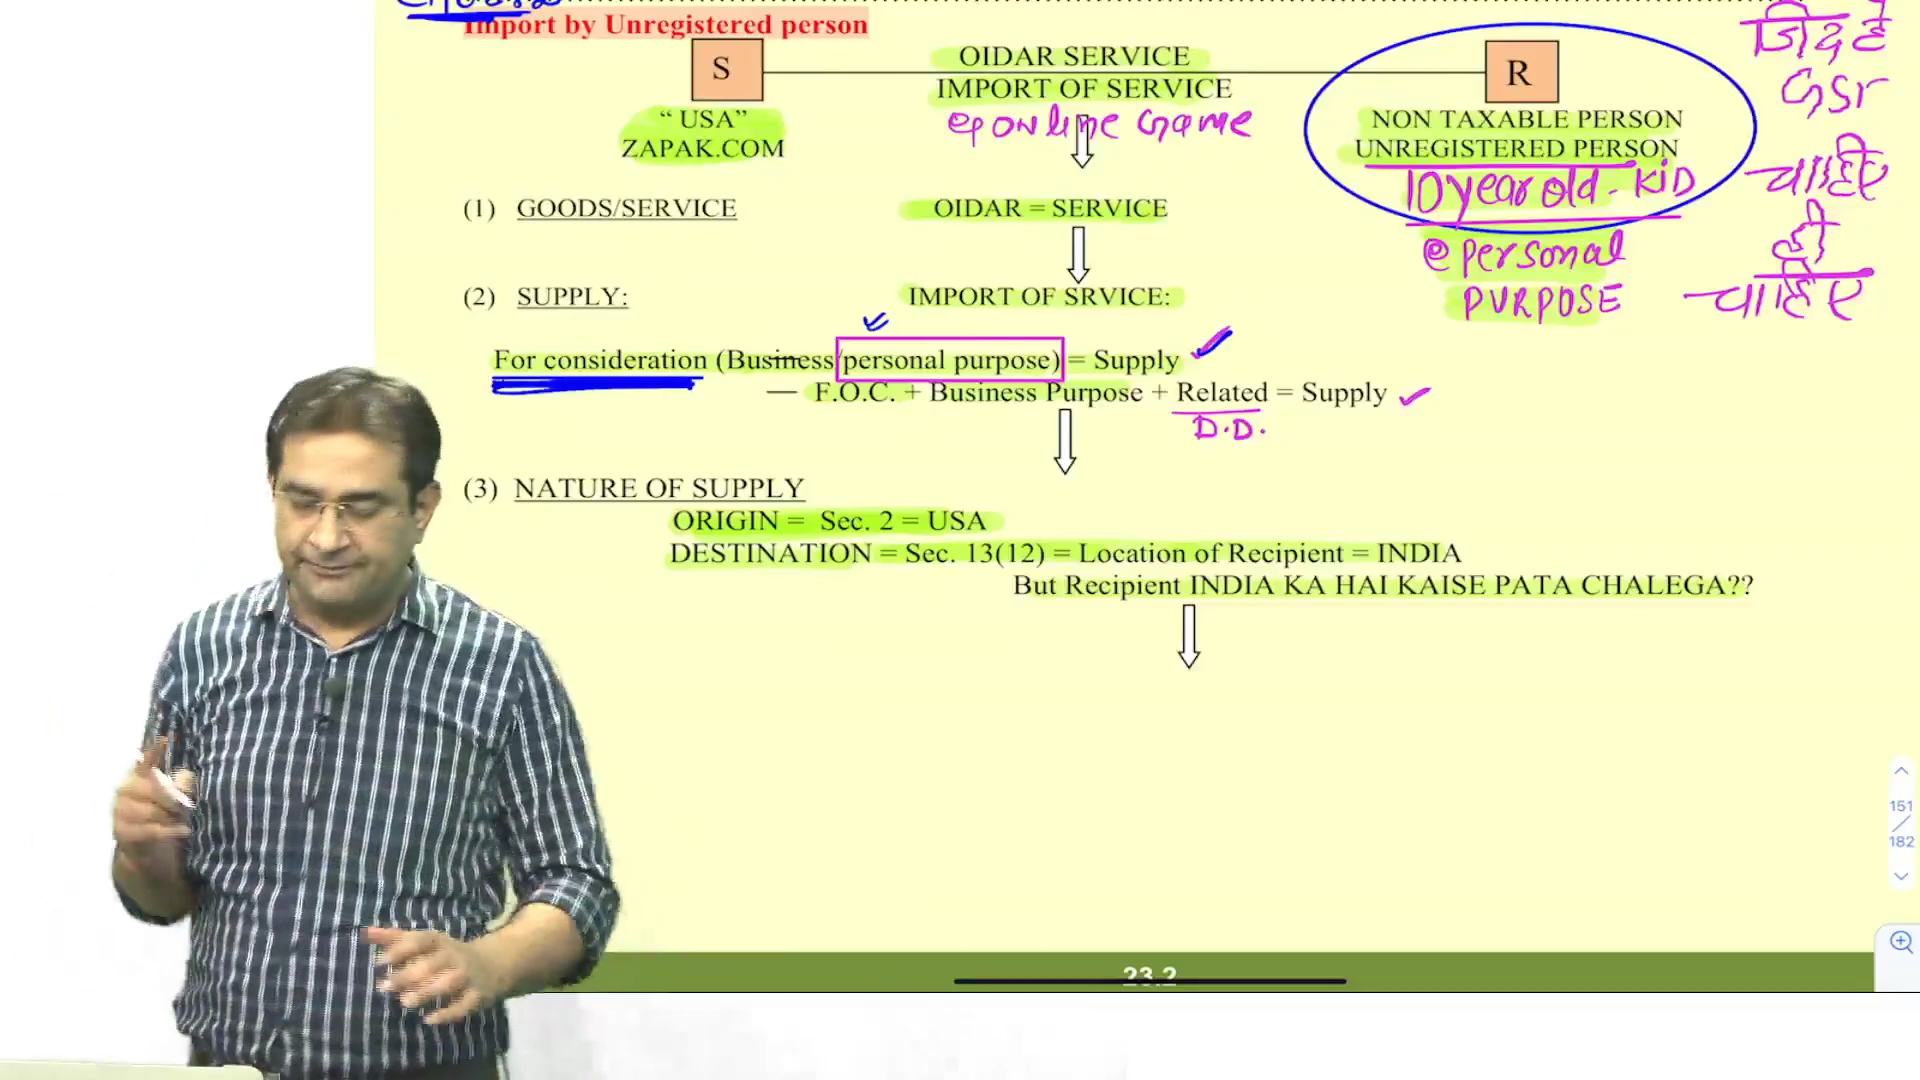 Import by Unregistered person
S
OIDAR SERVICE
R
IMPORT OF SERVICE
“ USA”
ZAPAK.COM
eg online Game
NON TAXABLE PERSON
UNREGISTERED PERSON
10 year old - KiD
@ personal
PURPOSE
जिद है
GST
चाहिए
ही
चाहिए
(1) GOODS/SERVICE
OIDAR = SERVICE
(2) SUPPLY:
IMPORT OF SRVICE:
For consideration (Business/personal purpose) = Supply
— F.O.C. + Business Purpose + Related = Supply
D.D.
(3) NATURE OF SUPPLY
ORIGIN = Sec. 2 = USA
DESTINATION = Sec. 13(12) = Location of Recipient = INDIA
But Recipient INDIA KA HAI KAISE PATA CHALEGA??
151
/
182
23.2